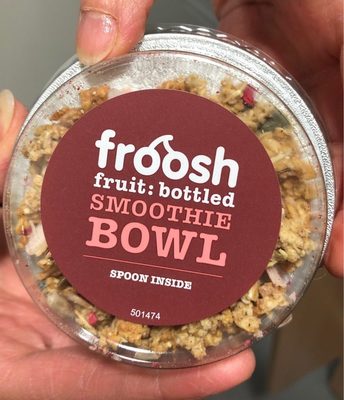 froosh
fruit: bottled
SMOOTHIE
BOWL
SPOON INSIDE
501474